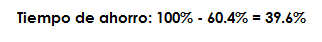 Tiempo de ahorro: 100% - 60.4% = 39.6%